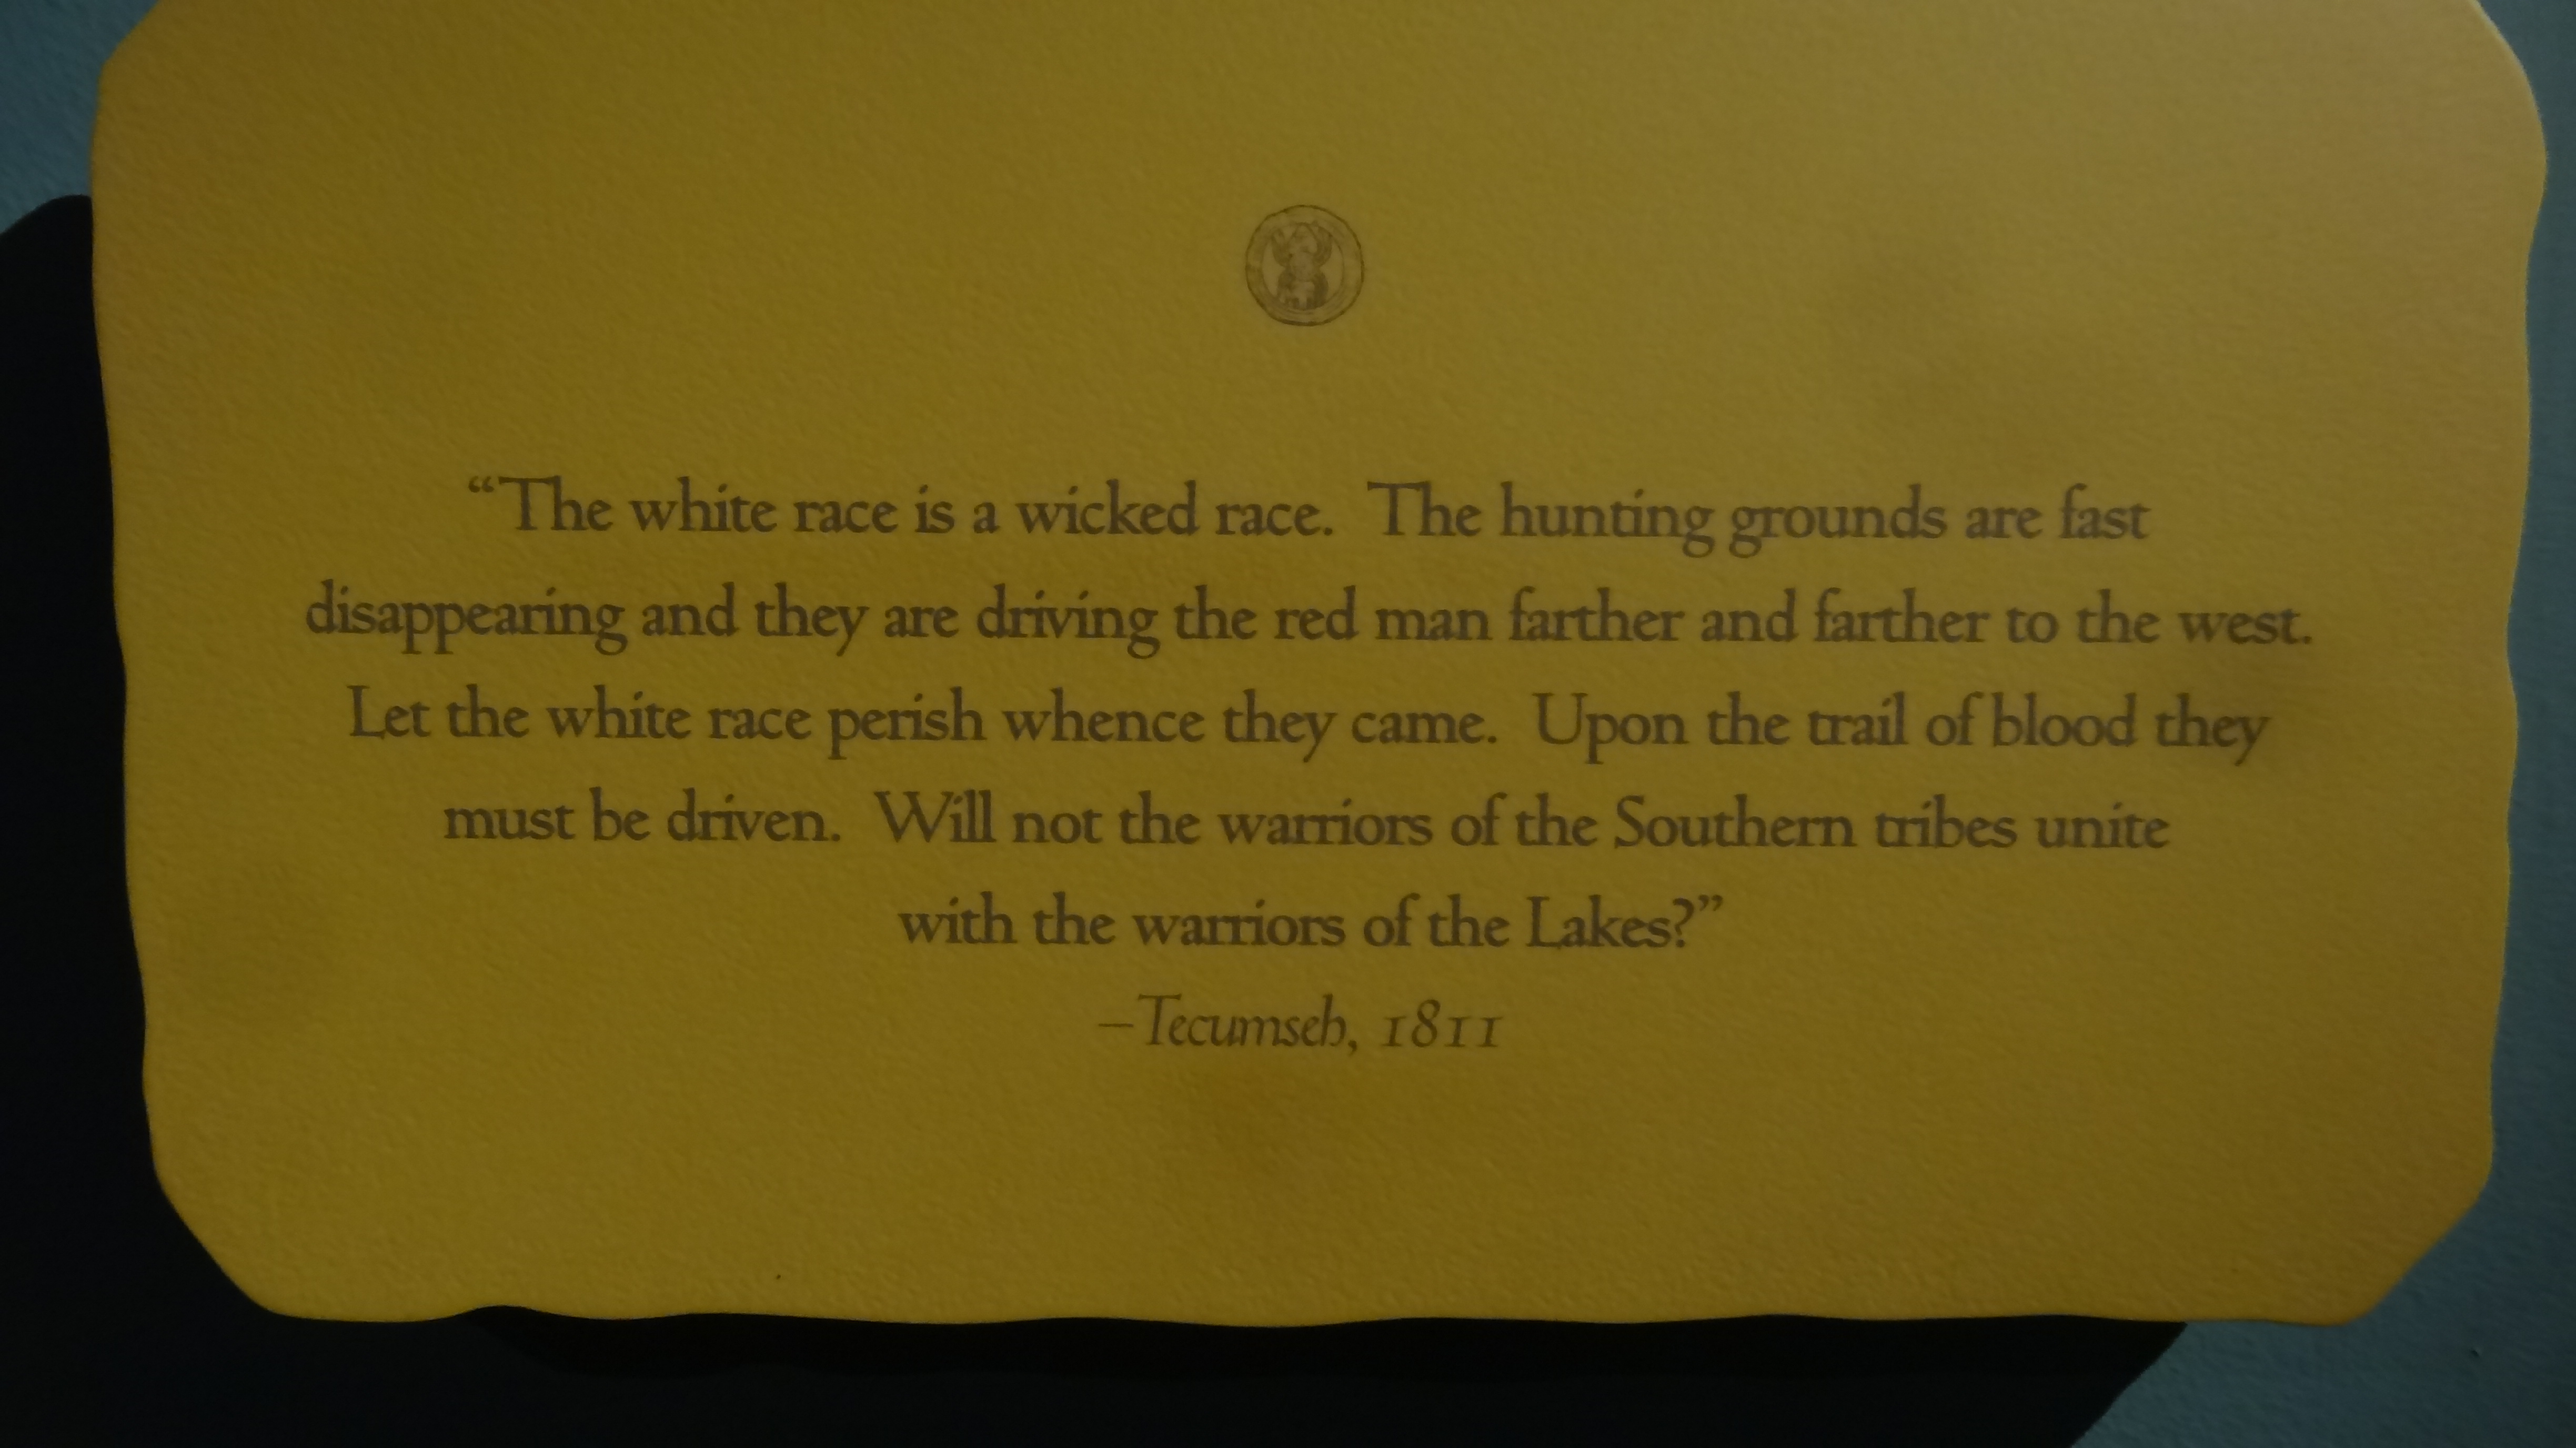 “The white race is a wicked race. The hunting grounds are fast
disappearing and they are driving the red man farther and farther to the west.
Let the white race perish whence they came. Upon the trail of blood they
must be driven. Will not the warriors of the Southern tribes unite
with the warriors of the Lakes?”
–Tecumseh, 1811